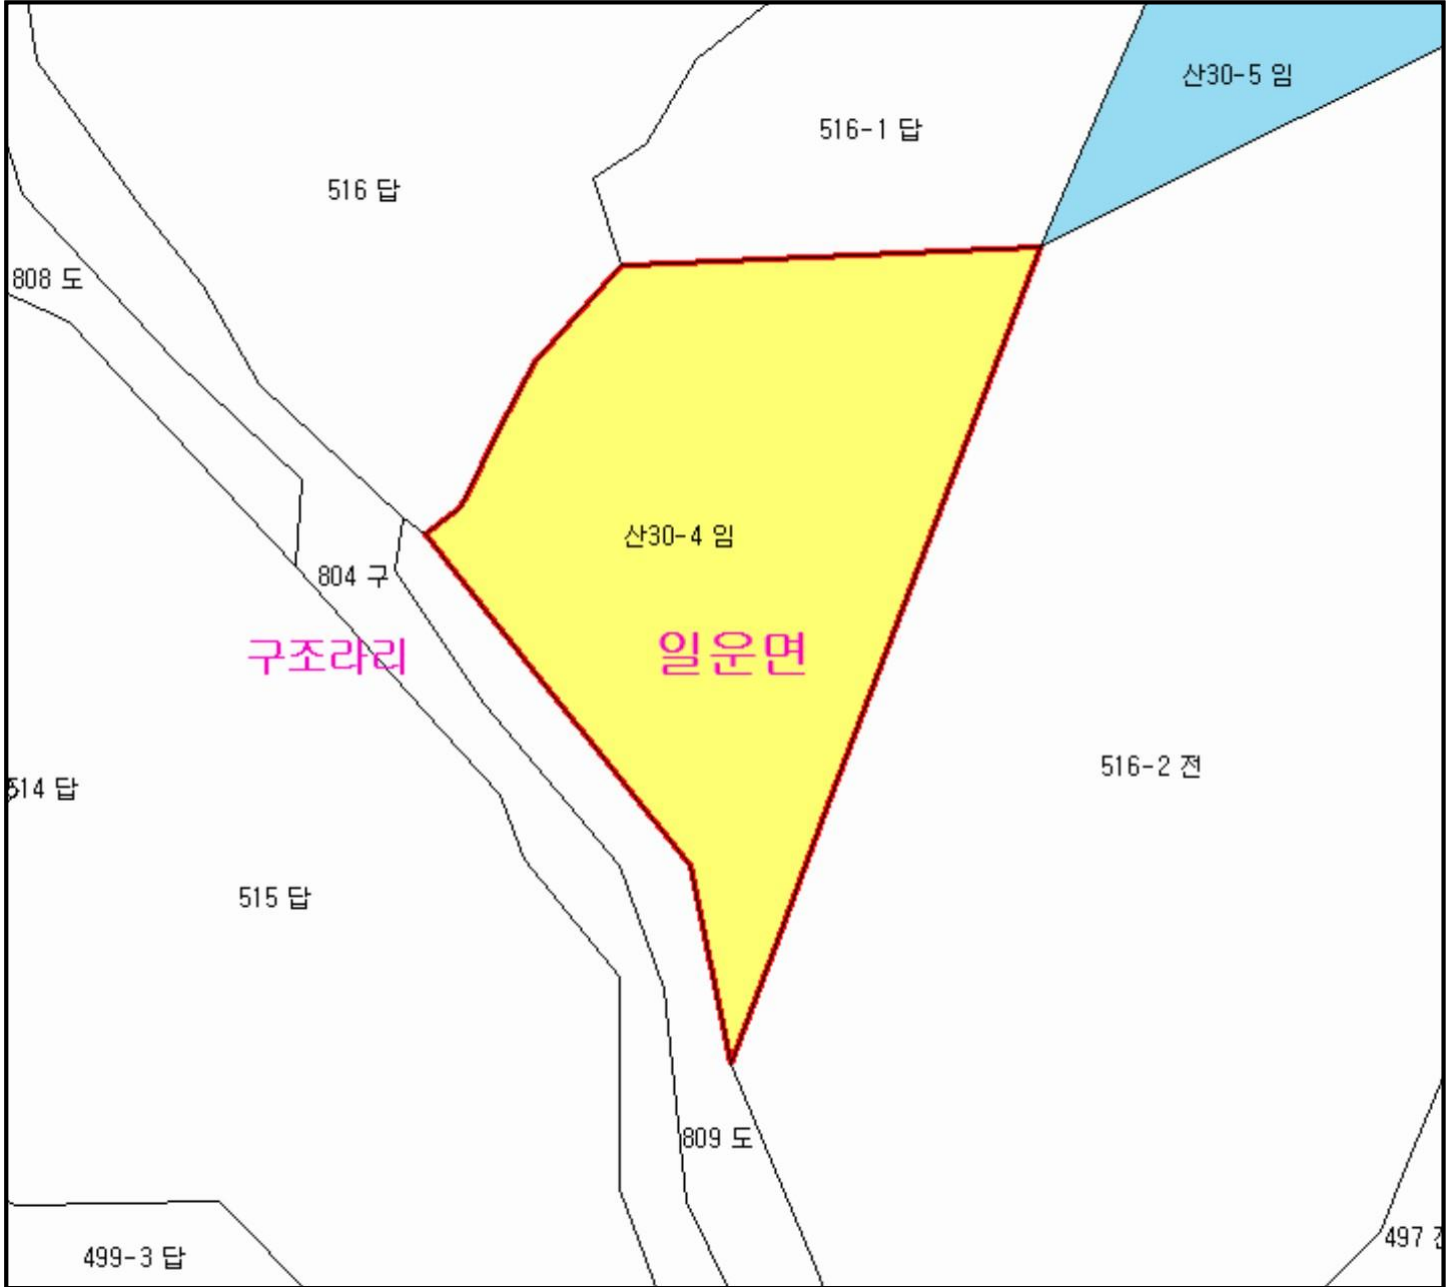 산30-5 임
516-1 답
516 답
808 도
산30-4 임
804 구
구조라리
일운면
516-2 전
514 답
515 답
809 도
497 전
499-3 답